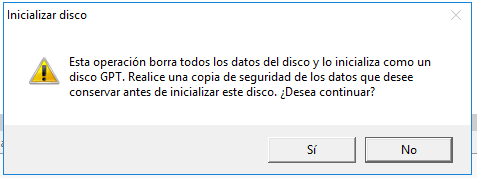 Inicializar disco
Esta operación borra todos los datos del disco y lo inicializa como un
disco GPT. Realice una copia de seguridad de los datos que desee
conservar antes de inicializar este disco. ¿Desea continuar?
Sí
No